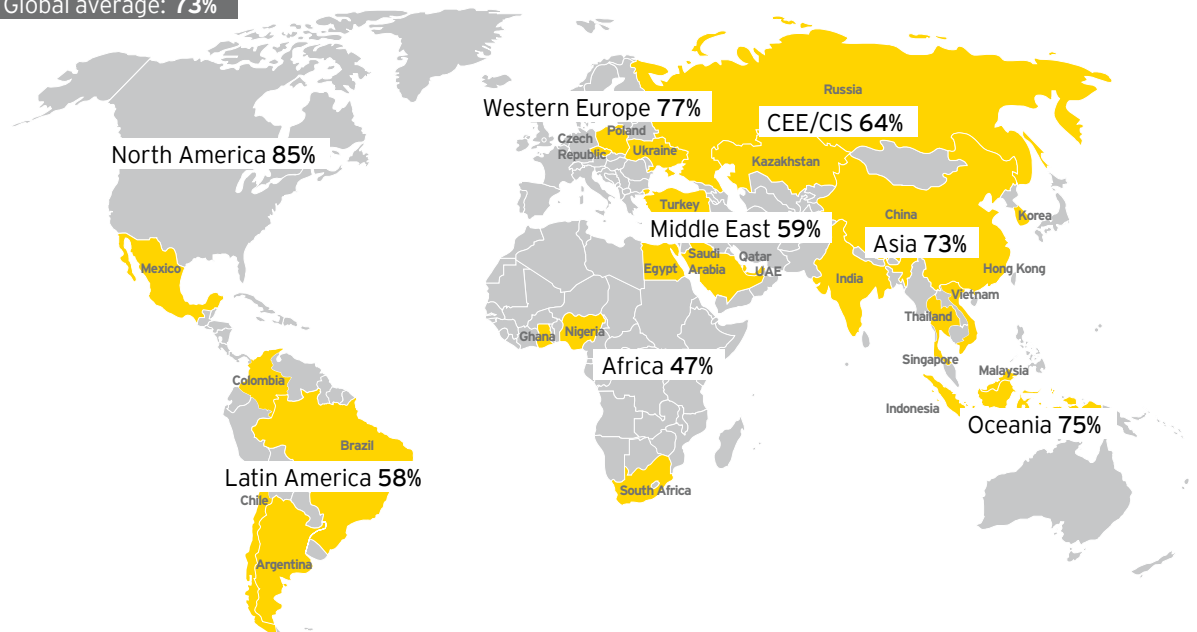 Global average: 73%
Russia
Western Europe 77%
CEE/CIS 64%
Poland
Czech
Republic
Ukraine
North America 85%
Kazakhstan
Turkey
China
Korea
Middle East 59%
Asia 73%
Saudi
Arabia
Qatar
UAE
Egypt
Mexico
India
Hong Kong
Vietnam
Thailand
Ghana
Nigeria
Singapore
Africa 47%
Malaysia
Colombia
Indonesia
Oceania 75%
Brazil
Latin America 58%
South Africa
Chile
Argentina